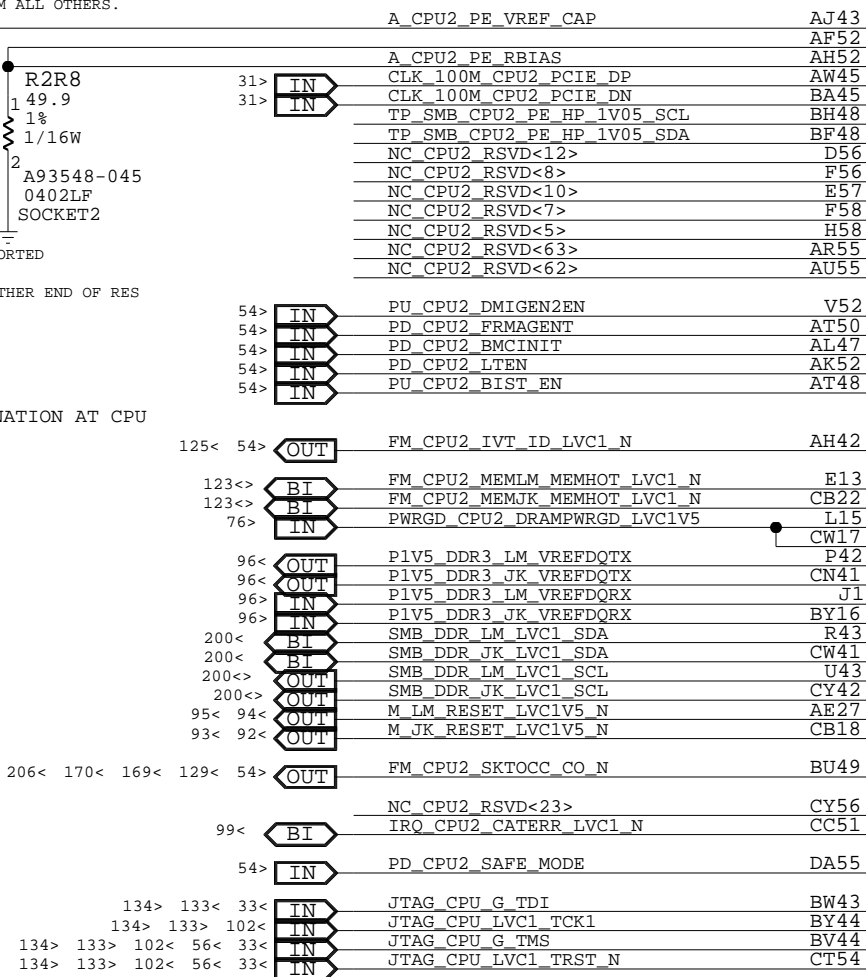 M ALL OTHERS.
A_CPU2_PE_VREF_CAP AJ43
AF52
A_CPU2_PE_RBIAS AH52
R2R8 31> IN CLK_100M_CPU2_PCIE_DP AW45
1 49.9 31> IN CLK_100M_CPU2_PCIE_DN BA45
1% TP_SMB_CPU2_PE_HP_1V05_SCL BH48
1/16W TP_SMB_CPU2_PE_HP_1V05_SDA BF48
NC_CPU2_RSVD<12> D56
2
A93548-045 NC_CPU2_RSVD<8> F56
0402LF NC_CPU2_RSVD<10> E57
SOCKET2 NC_CPU2_RSVD<7> F58
NC_CPU2_RSVD<5> H58
ORTED NC_CPU2_RSVD<63> AR55
NC_CPU2_RSVD<62> AU55
THER END OF RES
54> IN PU_CPU2_DMIGEN2EN V52
54> IN PD_CPU2_FRMAGENT AT50
54> IN PD_CPU2_BMCINIT AL47
54> IN PD_CPU2_LTEN AK52
54> IN PU_CPU2_BIST_EN AT48
NATION AT CPU
125< 54> OUT FM_CPU2_IVT_ID_LVC1_N AH42
123<> BI FM_CPU2_MEMLM_MEMHOT_LVC1_N E13
123<> BI FM_CPU2_MEMJK_MEMHOT_LVC1_N CB22
76> IN PWRGD_CPU2_DRAMPWRGD_LVC1V5 L15
CW17
96< OUT P1V5_DDR3_LM_VREFDQTX P42
96< OUT P1V5_DDR3_JK_VREFDQTX CN41
96> IN P1V5_DDR3_LM_VREFDQRX J1
96> IN P1V5_DDR3_JK_VREFDQRX BY16
200< BI SMB_DDR_LM_LVC1_SDA R43
200< BI SMB_DDR_JK_LVC1_SDA CW41
200<> OUT SMB_DDR_LM_LVC1_SCL U43
200<> OUT SMB_DDR_JK_LVC1_SCL CY42
95< 94< OUT M_LM_RESET_LVC1V5_N AE27
93< 92< OUT M_JK_RESET_LVC1V5_N CB18
206< 170< 169< 129< 54> OUT FM_CPU2_SKTOCC_CO_N BU49
NC_CPU2_RSVD<23> CY56
99< BI IRQ_CPU2_CATERR_LVC1_N CC51
54> IN PD_CPU2_SAFE_MODE DA55
134> 133< 33< IN JTAG_CPU_G_TDI BW43
134> 133> 102< IN JTAG_CPU_LVC1_TCK1 BY44
134> 133> 102< 56< 33< IN JTAG_CPU_G_TMS BV44
134> 133> 102< 56< 33< IN JTAG_CPU_LVC1_TRST_N CT54